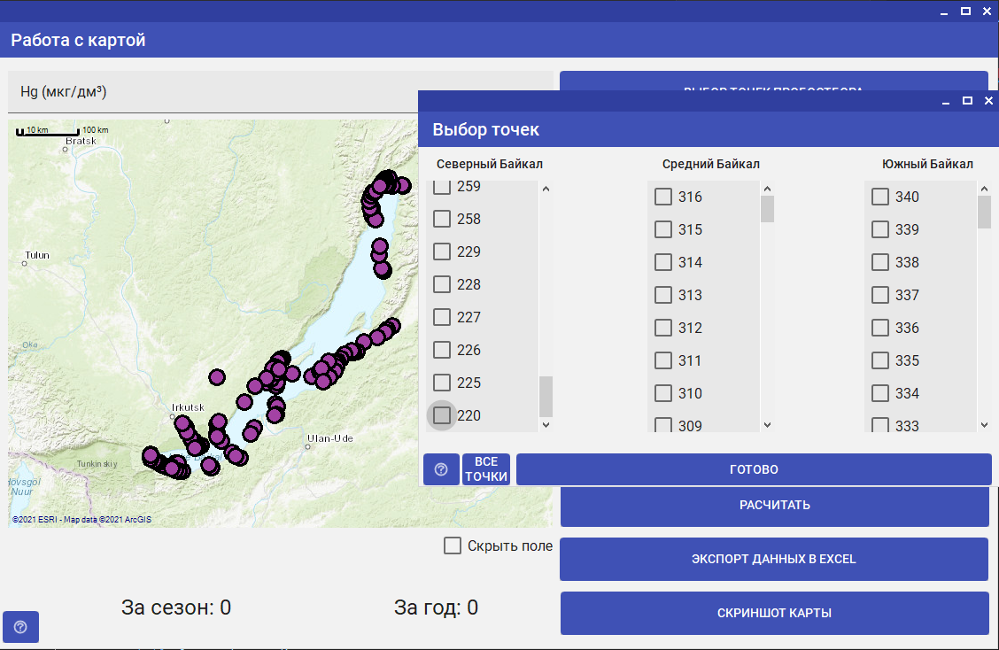 Работа с картой
Hg (мкг/дм³)
ВЫБОР ТОЧЕК ПРОБООТБОРА
10 km
100 km
Bratsk
Tulun
Oka
Irkutsk
Ulan-Ude
Tunkinskiy
Hövsgöl
Nuur
©2021 ESRI - Map data ©2021 ArcGIS
Выбор точек
Северный Байкал
Средний Байкал
Южный Байкал
259
258
229
228
227
226
225
220
316
315
314
313
312
311
310
309
340
339
338
337
336
335
334
333
ВСЕ
ТОЧКИ
ГОТОВО
РАСЧИТАТЬ
Скрыть поле
ЭКСПОРТ ДАННЫХ В EXCEL
За сезон: 0
За год: 0
СКРИНШОТ КАРТЫ